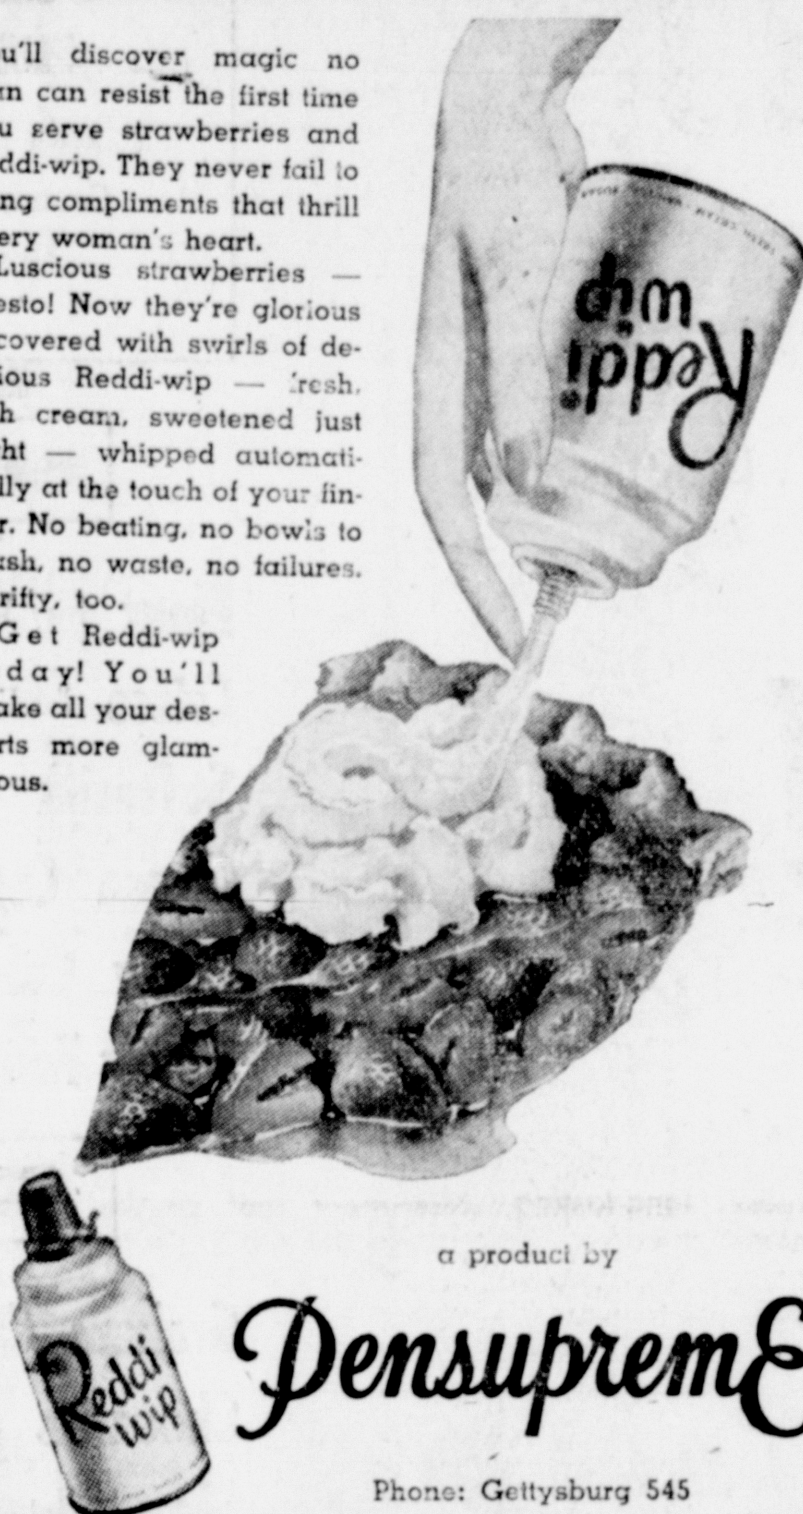 u'll discover magic no
n can resist the first time
u serve strawberries and
ddi-wip. They never fail to
ng compliments that thrill
ery woman's heart.
Luscious strawberries —
esto! Now they're glorious
covered with swirls of de-
ious Reddi-wip — fresh,
h cream, sweetened just
ht — whipped automati-
lly at the touch of your fin-
r. No beating, no bowls to
sh, no waste, no failures.
rifty, too.
Get Reddi-wip
day! You'll
ake all your des-
rts more glam-
ous.
Reddi
wip
a product by
PensupremE
Reddi
wip
Phone: Gettysburg 545